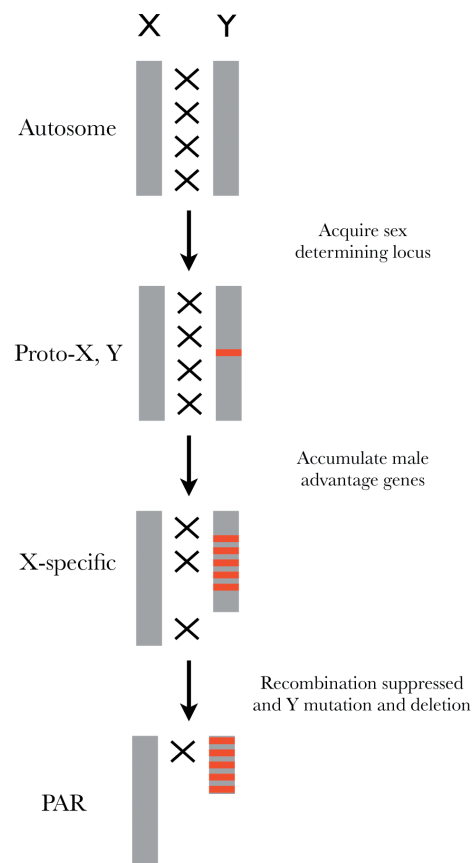 X Y
Autosome
Acquire sex
determining locus
Proto-X, Y
Accumulate male
advantage genes
X-specific
Recombination suppressed
and Y mutation and deletion
PAR